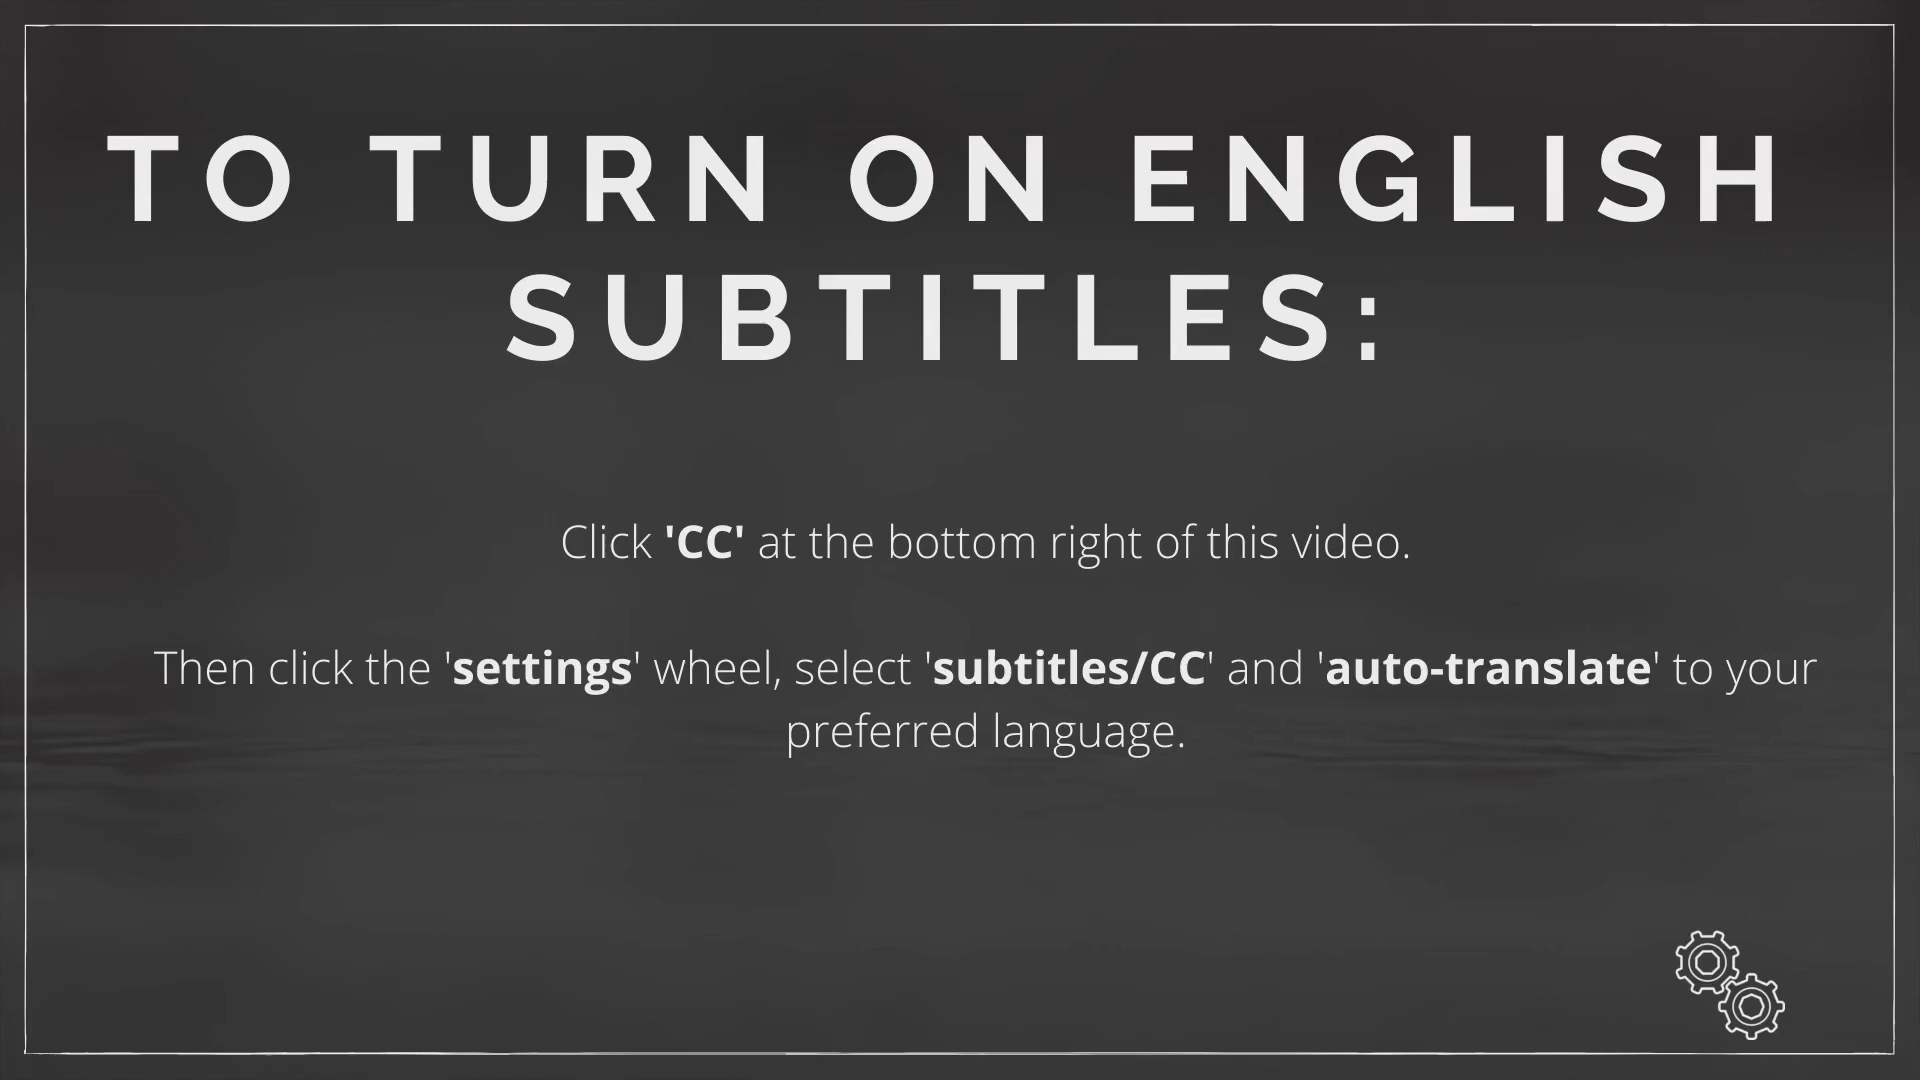 TO TURN ON ENGLISH
SUBTITLES:
Click 'CC' at the bottom right of this video.
Then click the 'settings' wheel, select 'subtitles/CC' and 'auto-translate' to your
preferred language.